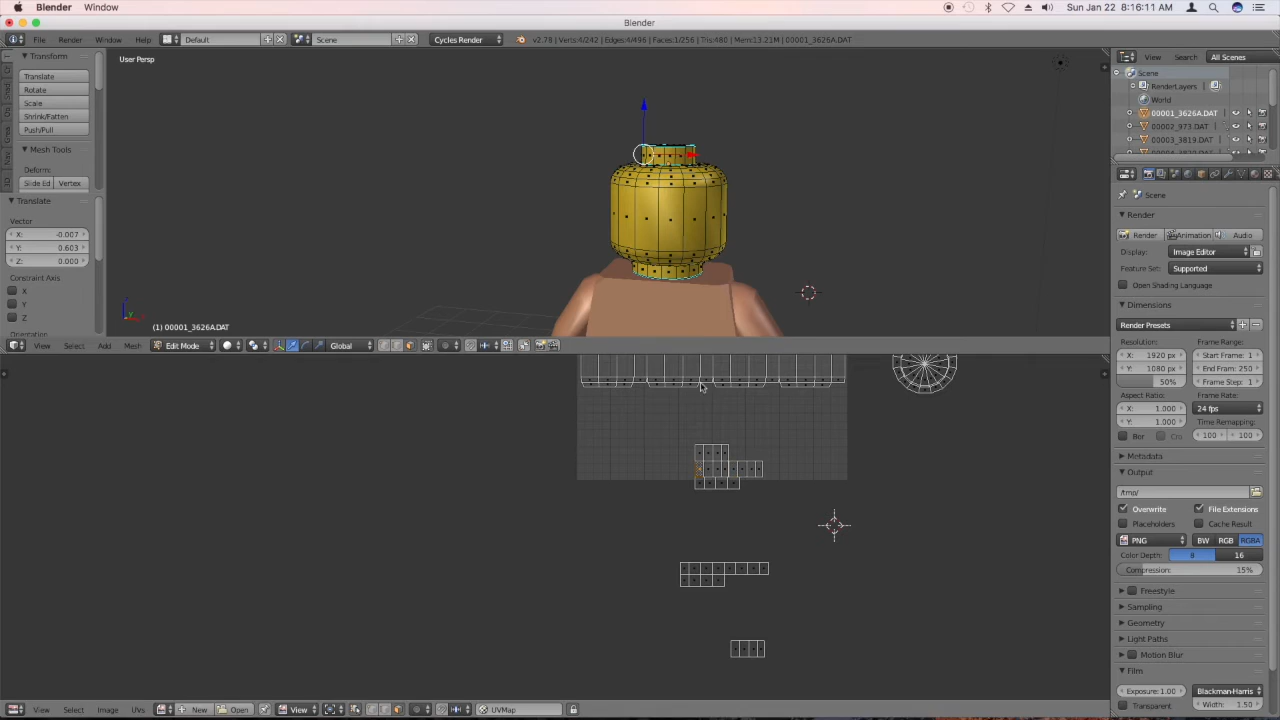 Blender Window Sun Jan 22 8:16:11 AM
Blender
File Render Window Help Default Scene Cycles Render v2.78 | Verts:4/242 | Edges:4/496 | Faces:1/256 | Tris:480 | Mem:13.21M | 00001_3626A.DAT
View Search All Scenes
Transform
User Persp
Scene
Translate
RenderLayers
Rotate
World
Scale
00001_3626A.DAT
Shrink/Fatten
00002_973.DAT
Push/Pull
00003_3819.DAT
Mesh Tools
Deform:
Slide Ed Vertex
Scene
Translate
Render
Vector
X: -0.007
Render Animation Audio
Y: 0.603
Display: Image Editor
Z: 0.000
Feature Set: Supported
Constraint Axis
Open Shading Language
X
Dimensions
Y
Render Presets
Z
Resolution: Frame Range:
Orientation
(1) 00001_3626A.DAT
X: 1920 px Start Frame: 1
View Select Add Mesh Edit Mode Global
Y: 1080 px End Fram: 250
50% Frame Step: 1
Aspect Ratio: Frame Rate:
X: 1.000 24 fps
Y: 1.000 Time Remapping:
Bor Cro 100 100
Metadata
Output
/tmp/
Overwrite File Extensions
Placeholders Cache Result
PNG BW RGB RGBA
Color Depth: 8 16
Compression: 15%
Freestyle
Sampling
Geometry
Light Paths
Motion Blur
Film
Exposure:1.00 Blackman-Harris
Transparent Width: 1.50
View Select Image UVs New Open View UVMap